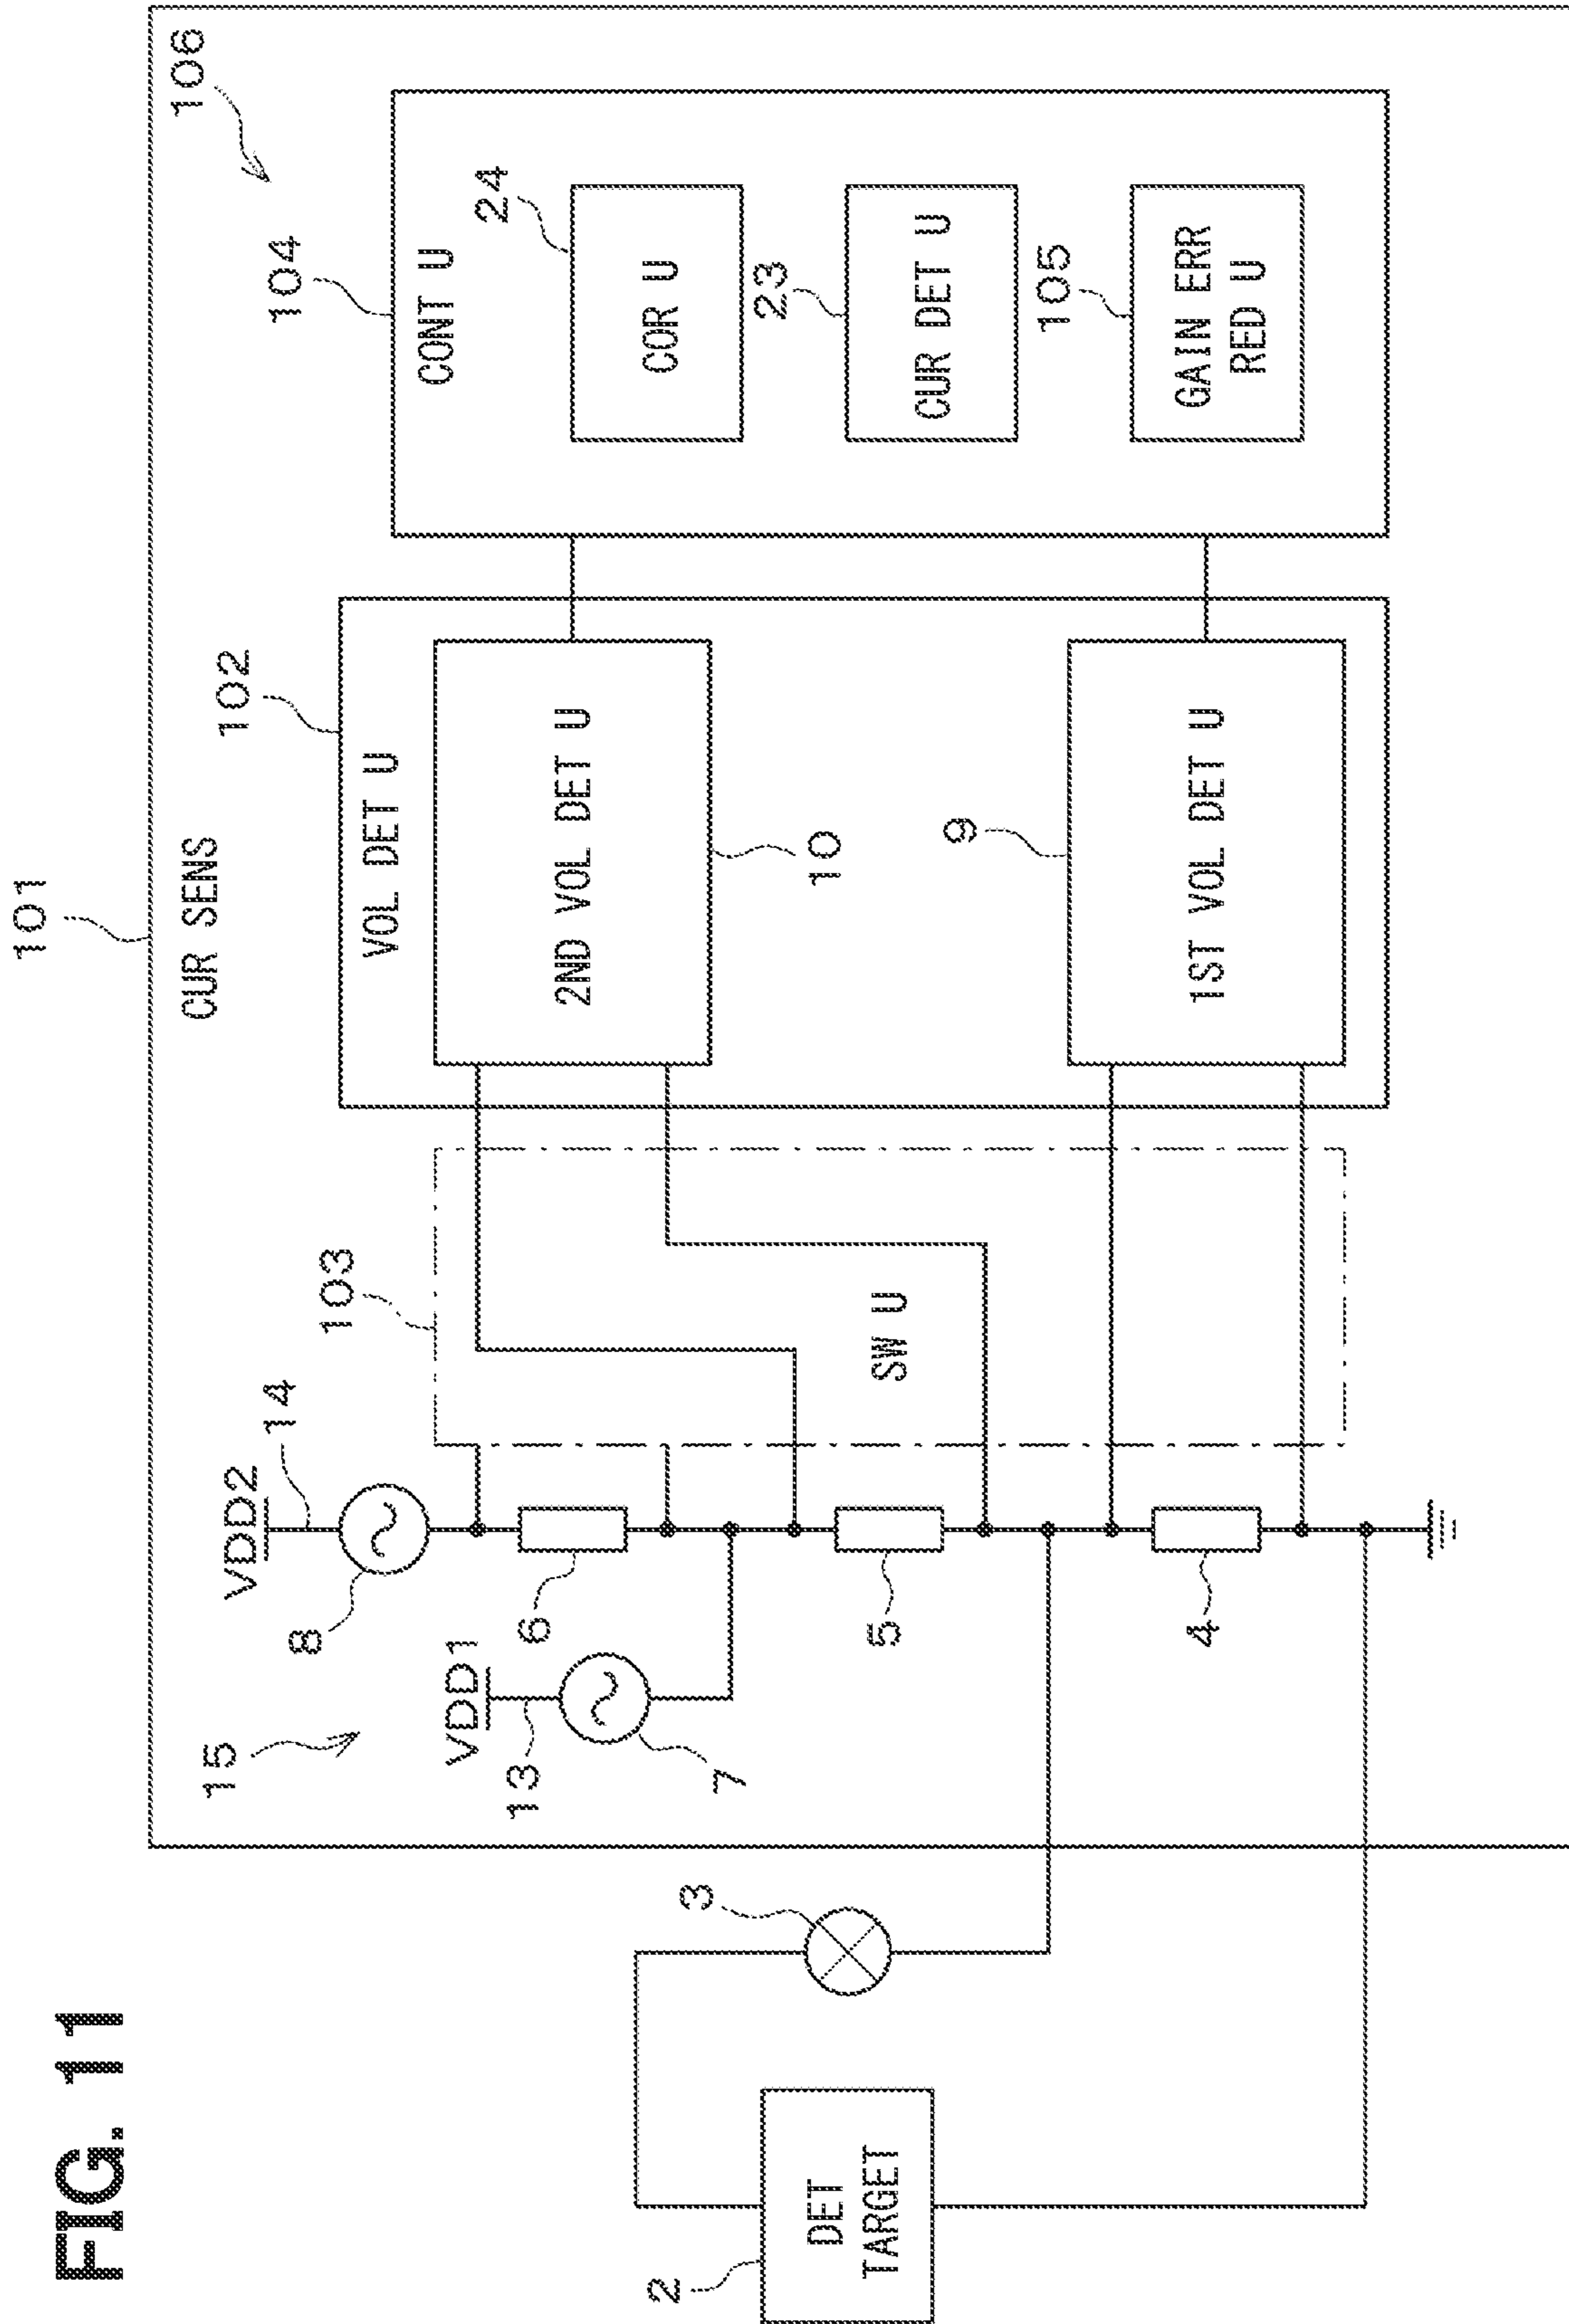 FIG. 11
101
CUR SENS
106
15
VDD2
14
8
VDD1
13
7
6
5
4
103
SW U
102
VOL DET U
2ND VOL DET U
10
9
1ST VOL DET U
104
CONT U
24
COR U
23
CUR DET U
105
GAIN ERR
RED U
3
2
DET
TARGET